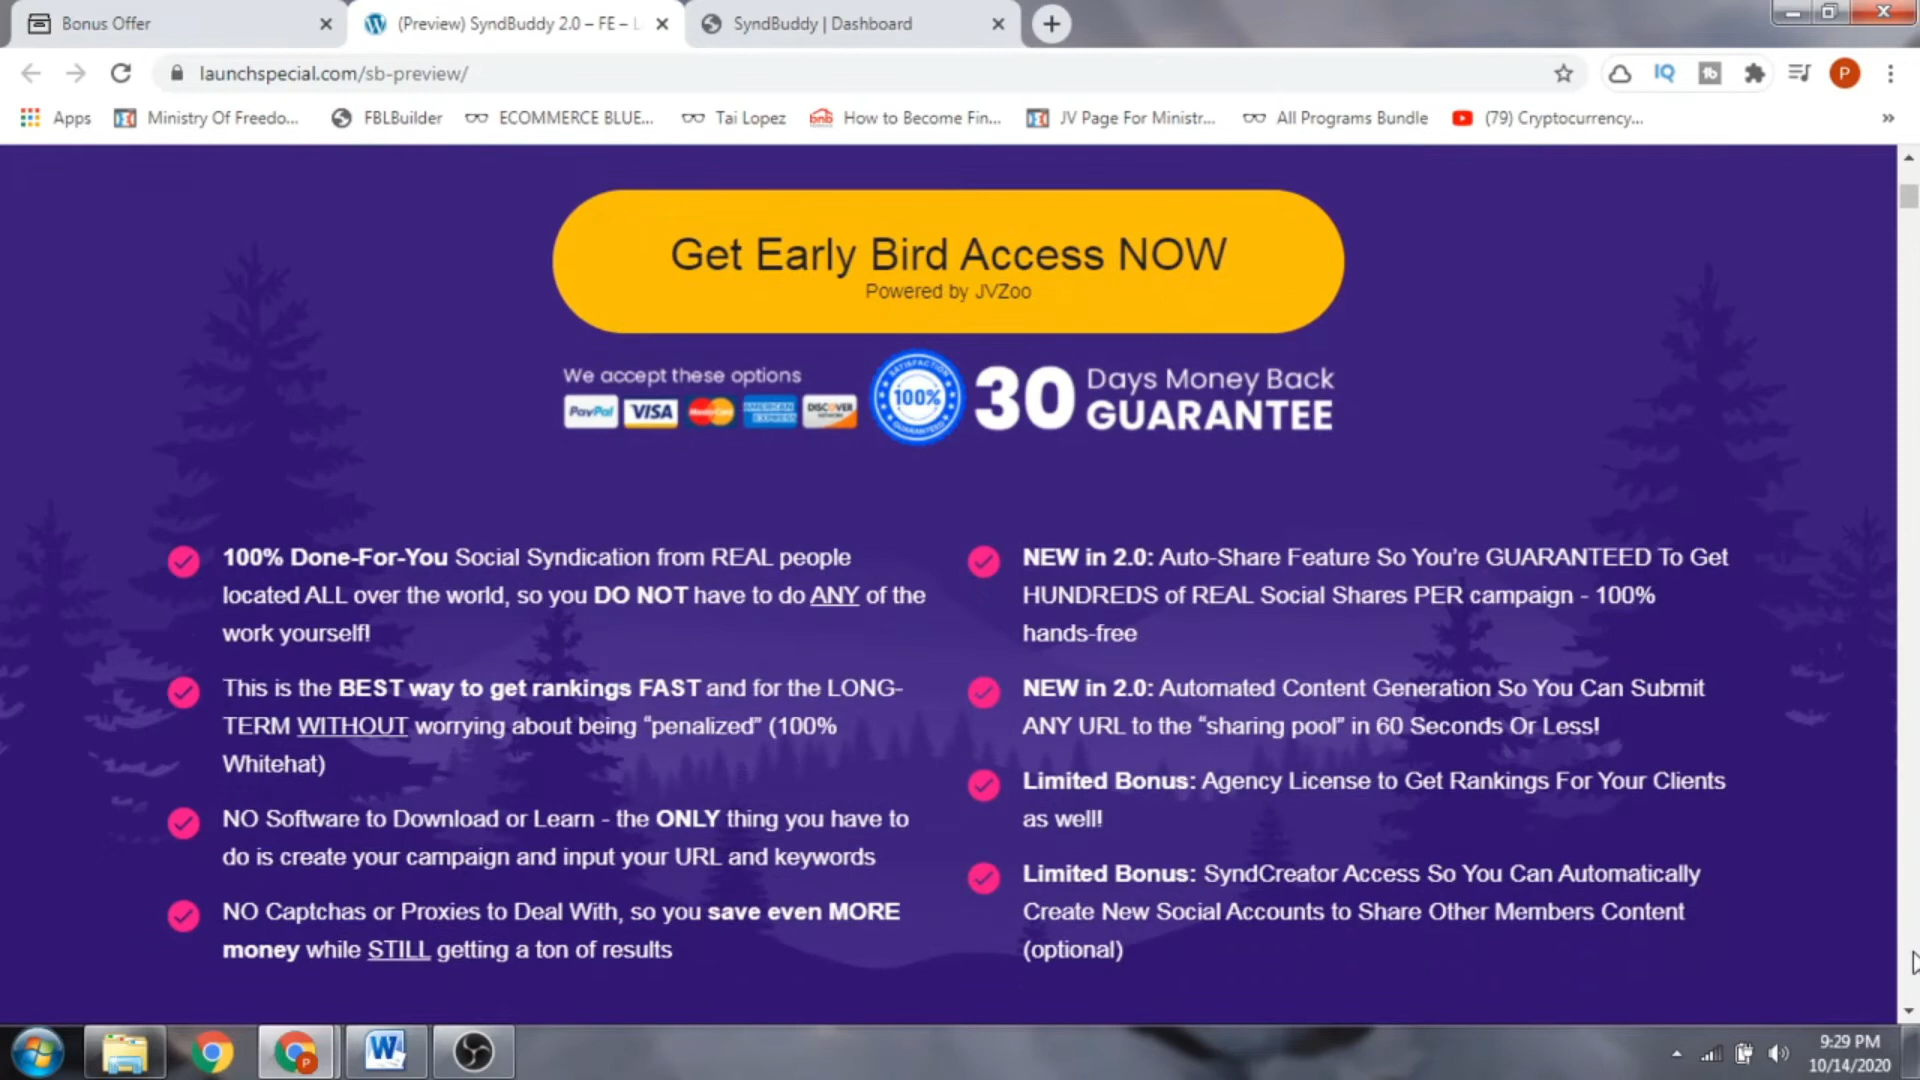 Bonus Offer
(Preview) SyndBuddy 2.0 – FE –
SyndBuddy | Dashboard
launchspecial.com/sb-preview/
IQ
tb
P
Apps
Ministry Of Freedo...
FBLBuilder
ECOMMERCE BLUE...
Tai Lopez
bnb
How to Become Fin...
JV Page For Ministr...
All Programs Bundle
(79) Cryptocurrency...
»
Get Early Bird Access NOW
Powered by JVZoo
We accept these options
PayPal
VISA
MasterCard
AMERICAN EXPRESS
DISCOVER
SATISFACTION
100%
GUARANTEED
30
Days Money Back
GUARANTEE
100% Done-For-You Social Syndication from REAL people
located ALL over the world, so you DO NOT have to do ANY of the
work yourself!
This is the BEST way to get rankings FAST and for the LONG-
TERM WITHOUT worrying about being “penalized” (100%
Whitehat)
NO Software to Download or Learn - the ONLY thing you have to
do is create your campaign and input your URL and keywords
NO Captchas or Proxies to Deal With, so you save even MORE
money while STILL getting a ton of results
NEW in 2.0: Auto-Share Feature So You’re GUARANTEED To Get
HUNDREDS of REAL Social Shares PER campaign - 100%
hands-free
NEW in 2.0: Automated Content Generation So You Can Submit
ANY URL to the “sharing pool” in 60 Seconds Or Less!
Limited Bonus: Agency License to Get Rankings For Your Clients
as well!
Limited Bonus: SyndCreator Access So You Can Automatically
Create New Social Accounts to Share Other Members Content
(optional)
P
W
9:29 PM
10/14/2020